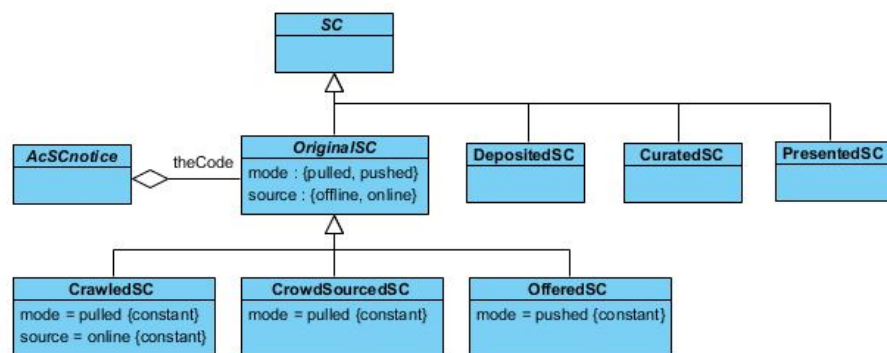 SC
AcSCnotice
theCode
OriginalSC
mode : {pulled, pushed}
source : {offline, online}
DepositedSC
CuratedSC
PresentedSC
CrawledSC
mode = pulled {constant}
source = online {constant}
CrowdSourcedSC
mode = pulled {constant}
OfferedSC
mode = pushed {constant}